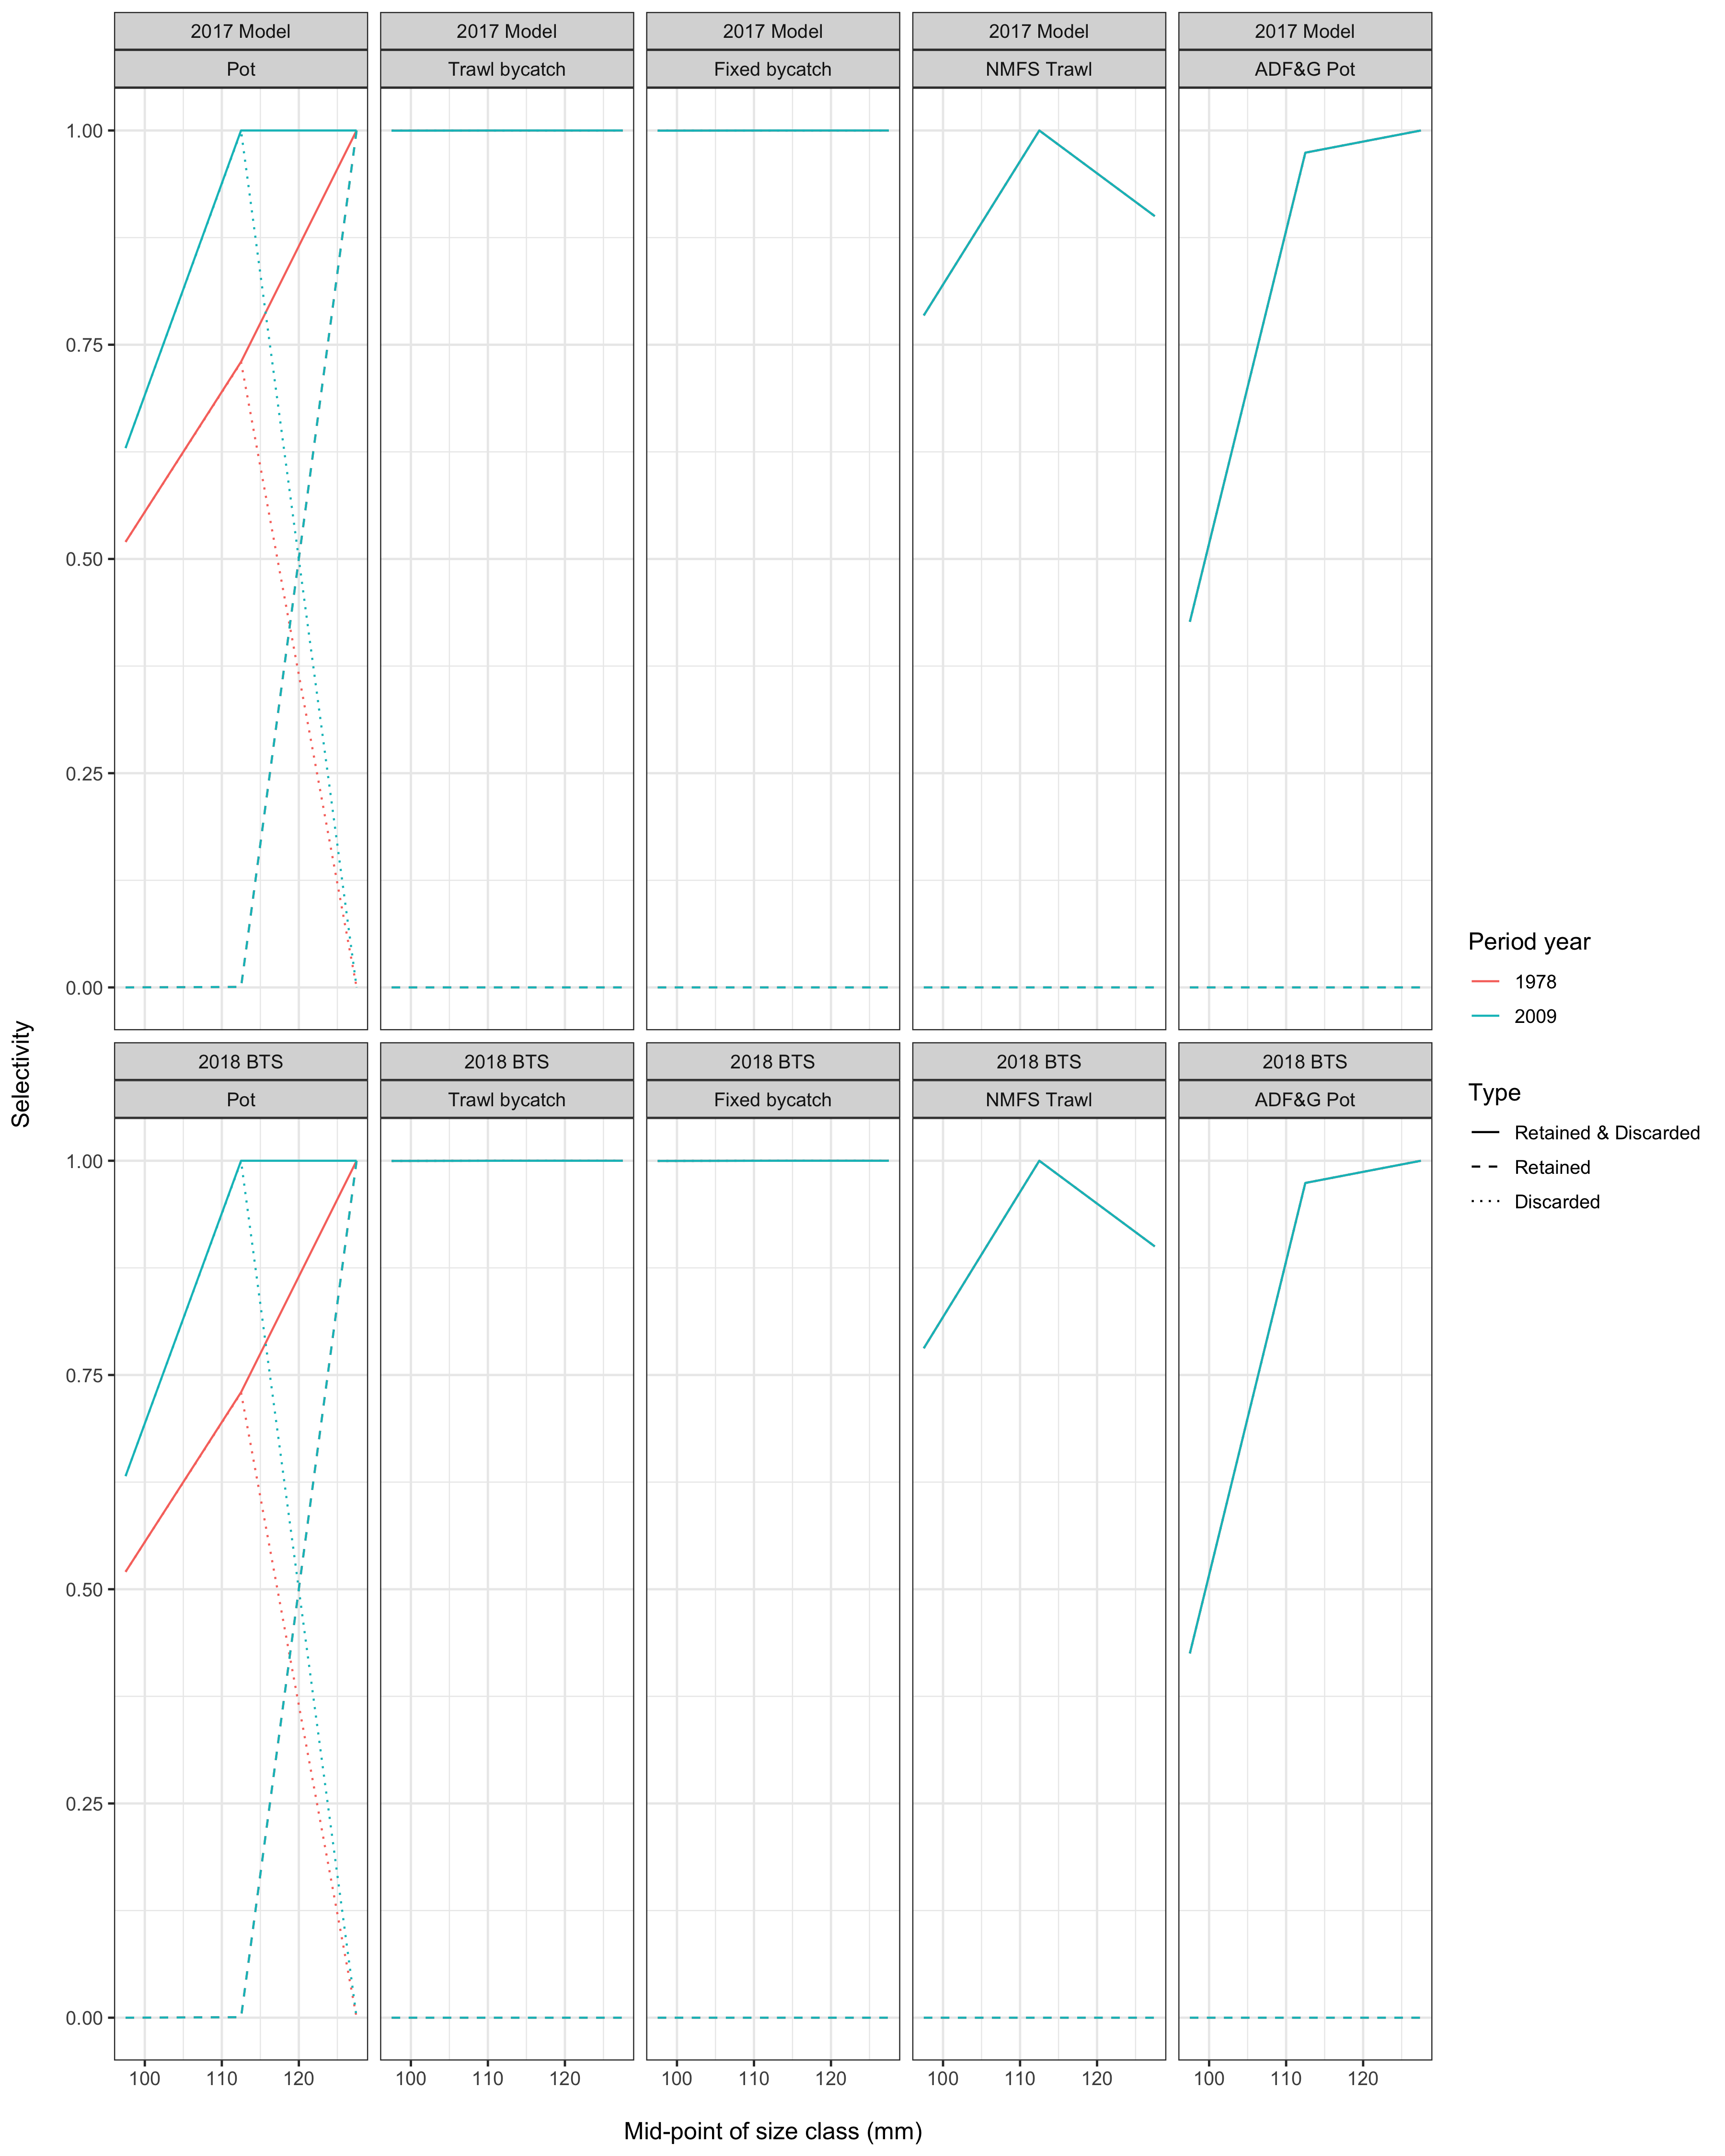 2017 Model 2017 Model 2017 Model 2017 Model 2017 Model
Pot Trawl bycatch Fixed bycatch NMFS Trawl ADF&G Pot
1.00
0.75
0.50
0.25
0.00
Selectivity
2018 BTS 2018 BTS 2018 BTS 2018 BTS 2018 BTS
Pot Trawl bycatch Fixed bycatch NMFS Trawl ADF&G Pot
1.00
0.75
0.50
0.25
0.00
100 110 120 100 110 120 100 110 120 100 110 120 100 110 120
Mid-point of size class (mm)
Period year
1978
2009
Type
Retained & Discarded
Retained
Discarded